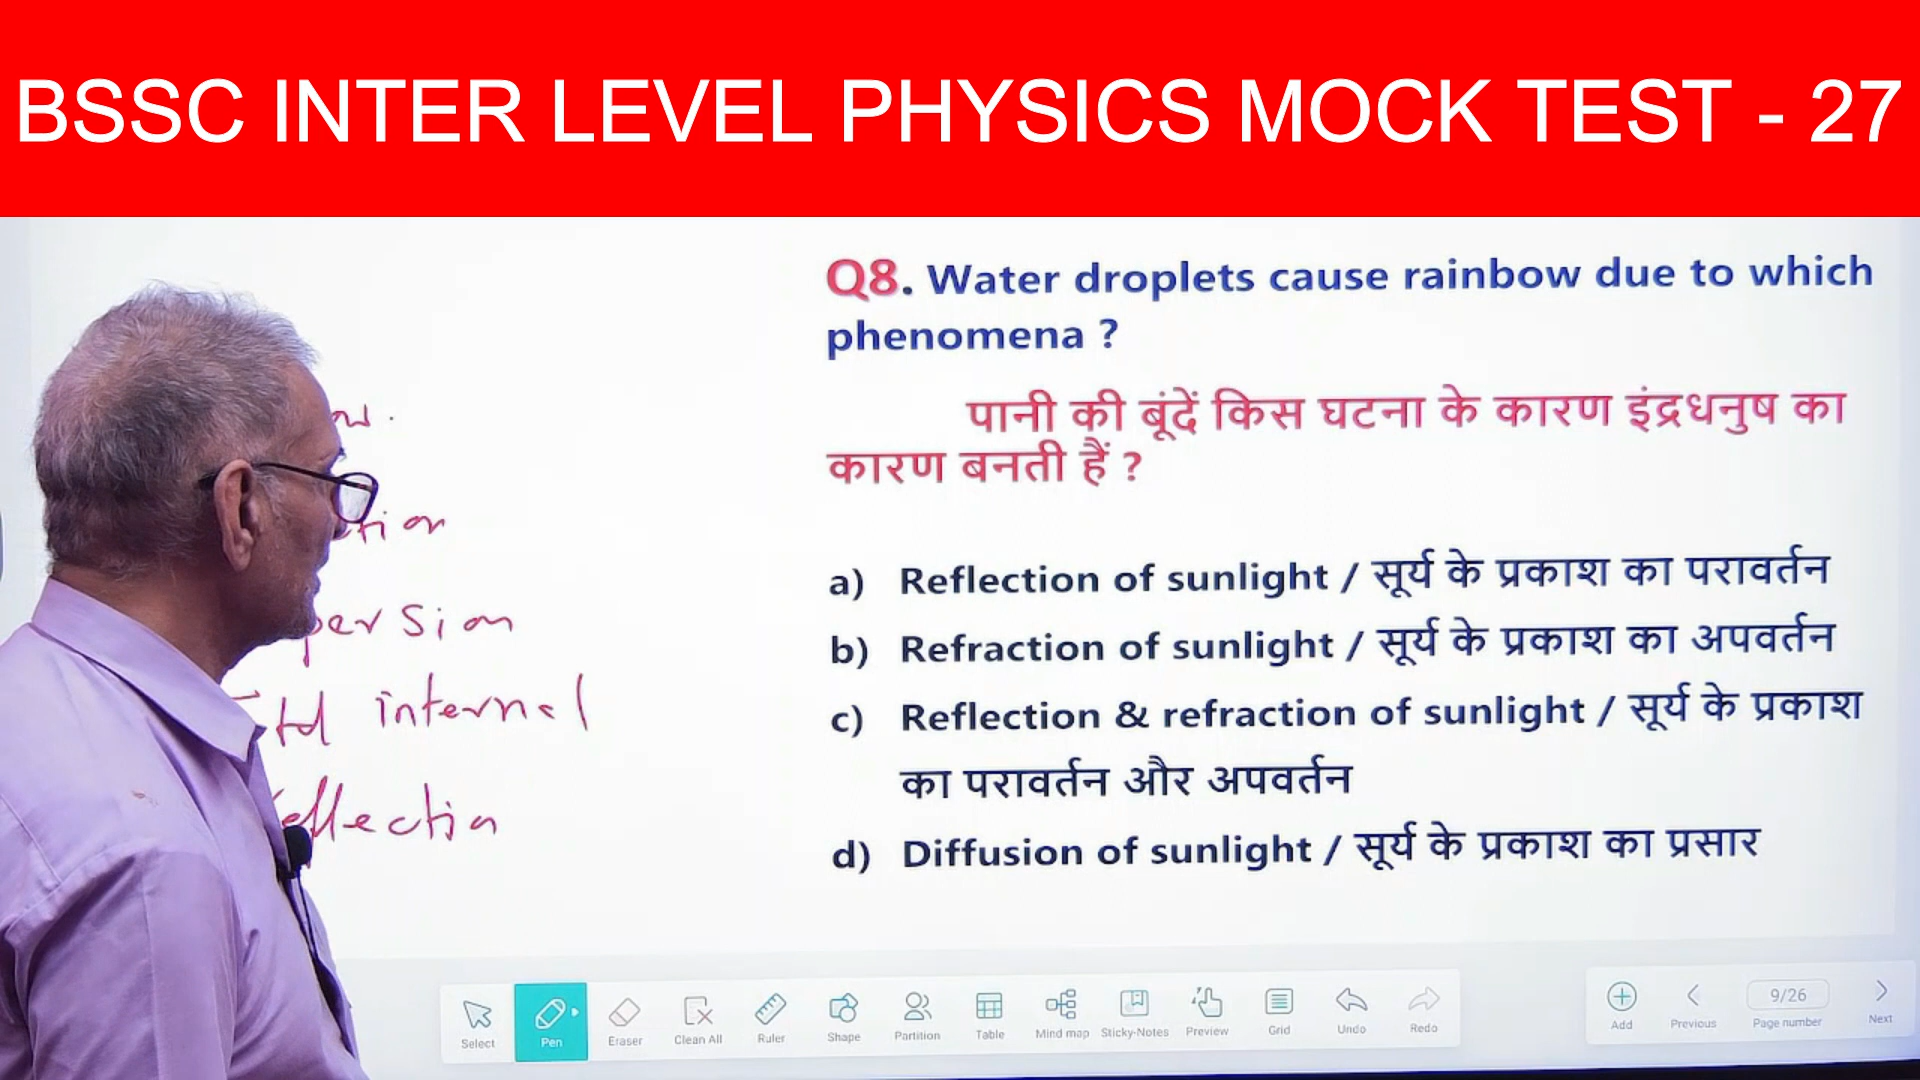 BSSC INTER LEVEL PHYSICS MOCK TEST - 27
Q8. Water droplets cause rainbow due to which
phenomena ?
पानी की बूंदें किस घटना के कारण इंद्रधनुष का
कारण बनती हैं ?
a) Reflection of sunlight / सूर्य के प्रकाश का परावर्तन
b) Refraction of sunlight / सूर्य के प्रकाश का अपवर्तन
c) Reflection & refraction of sunlight / सूर्य के प्रकाश
का परावर्तन और अपवर्तन
d) Diffusion of sunlight / सूर्य के प्रकाश का प्रसार
internal
Select Pen Eraser Clean All Ruler Shape Partition Table Mind map Sticky-Notes Preview Grid Undo Redo
Add Previous 9/26 Page number Next